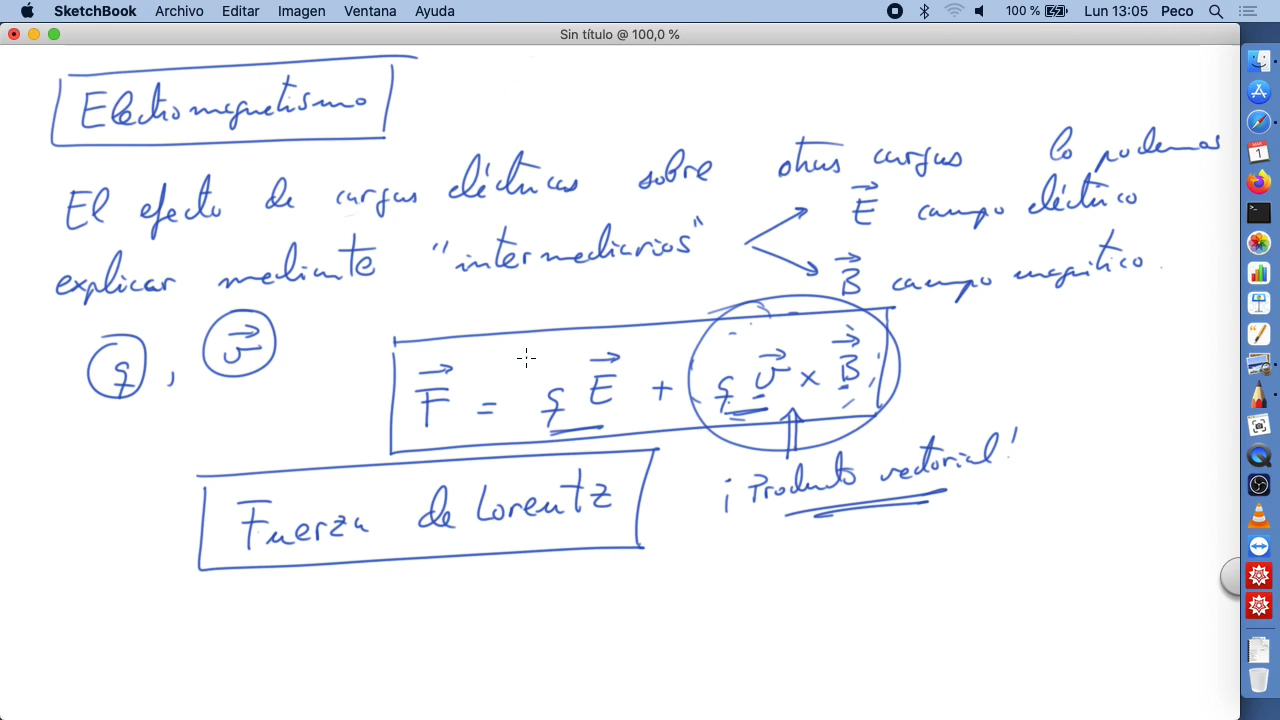 SketchBook Archivo Editar Imagen Ventana Ayuda 100 % Lun 13:05 Peco
Sin título @ 100,0 %
Electromagnetismo
El efecto de cargas eléctricas sobre otras cargas lo podemos
explicar mediante "intermediarios"
E⃗ campo eléctrico
B⃗ campo magnético
q, v⃗
F⃗ = q E⃗ + q v⃗ × B⃗
¡Producto vectorial!
Fuerza de Lorentz
MAR
1